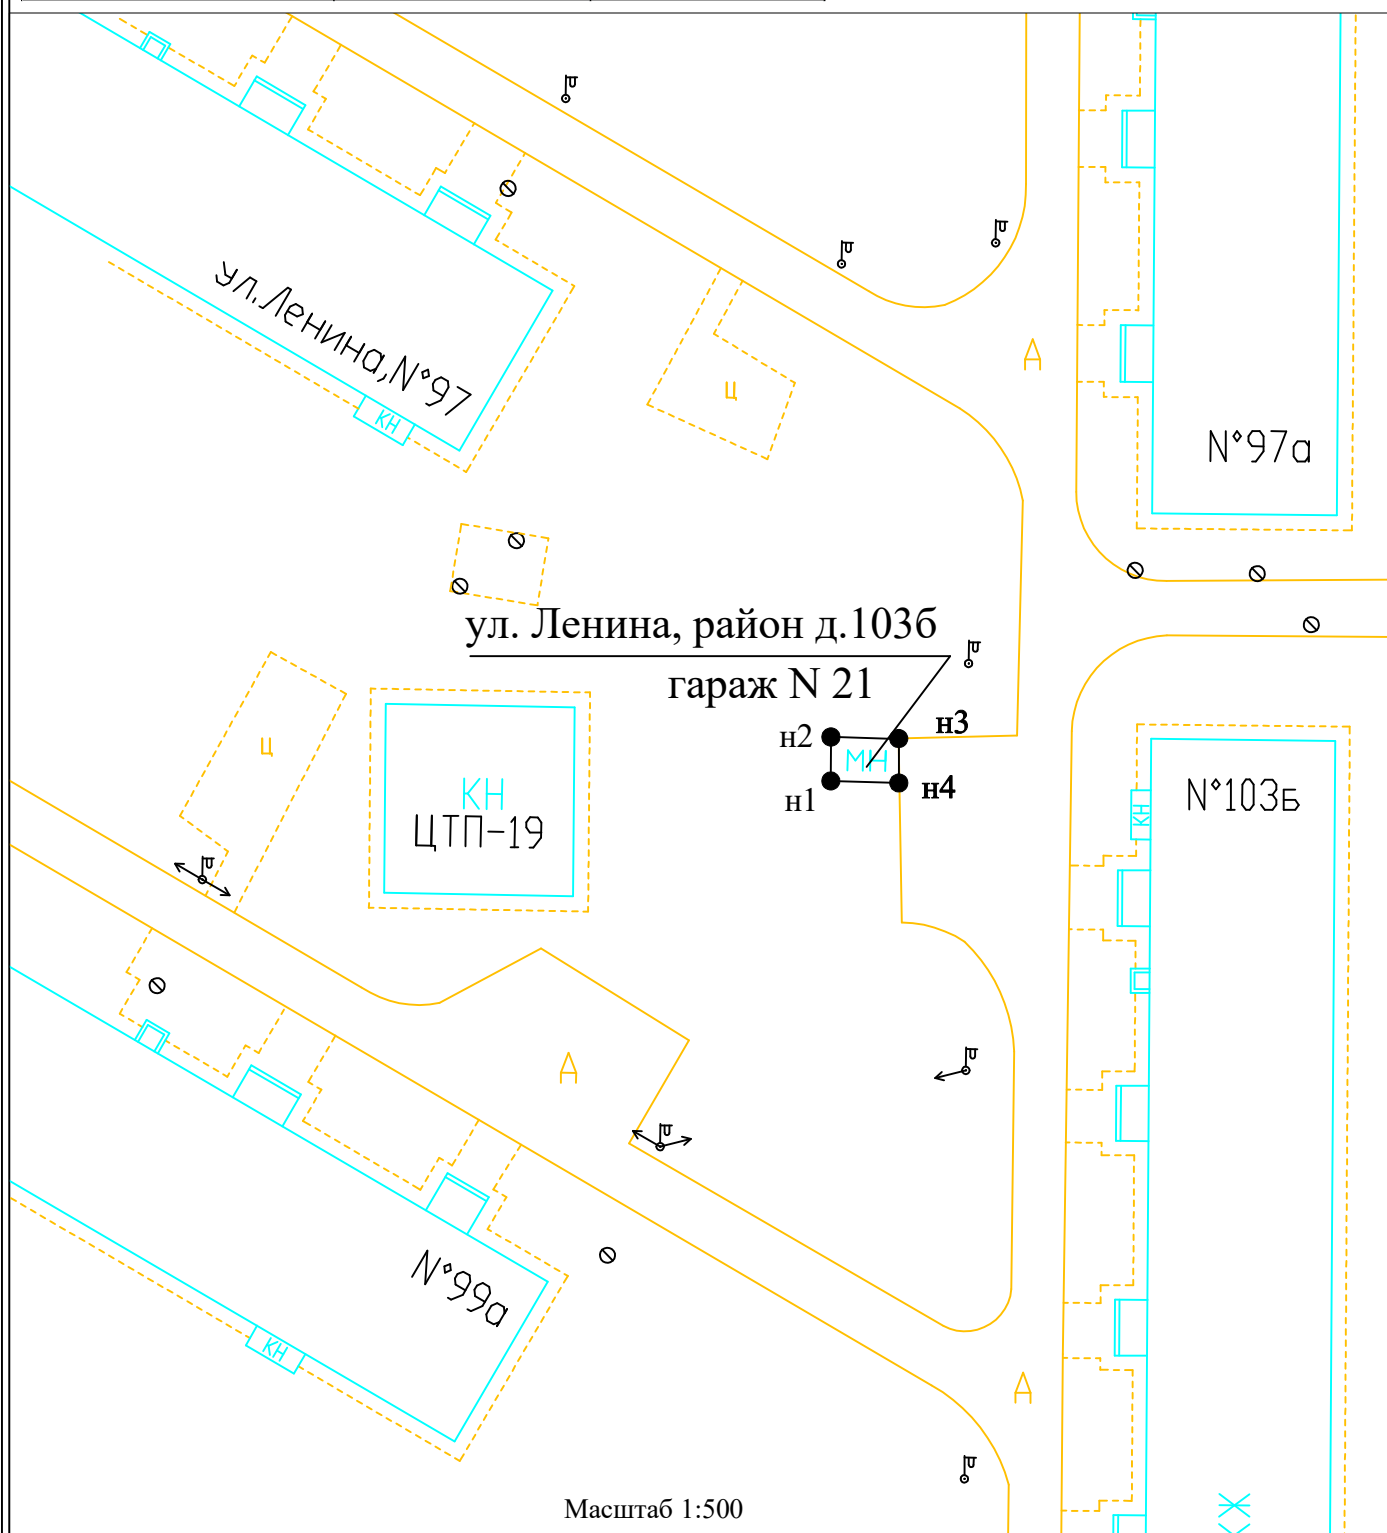 ул.Ленина,N°97
КН
Ц
А
N°97а
ул. Ленина, район д.103б
гараж N 21
н2
н3
МН
н1
н4
Ц
КН
ЦТП-19
N°103Б
КН
А
N°99а
КН
А
Ж
Масштаб 1:500